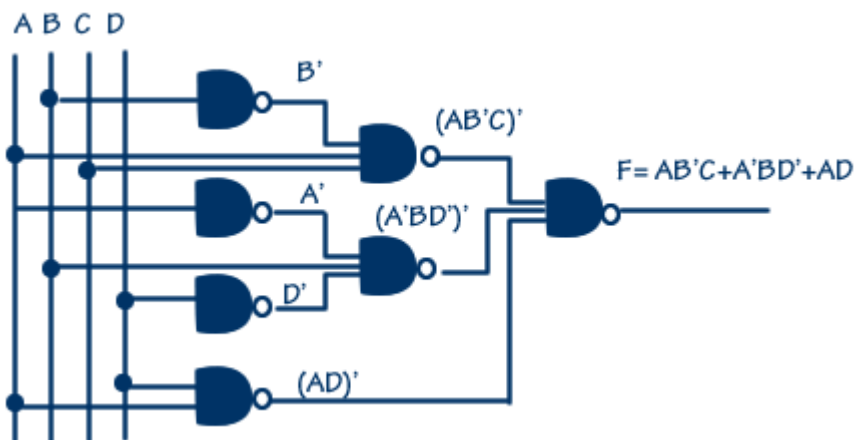 A B C D
B'
(AB'C)'
F= AB'C+A'BD'+AD
A'
(A'BD')'
D'
(AD)'